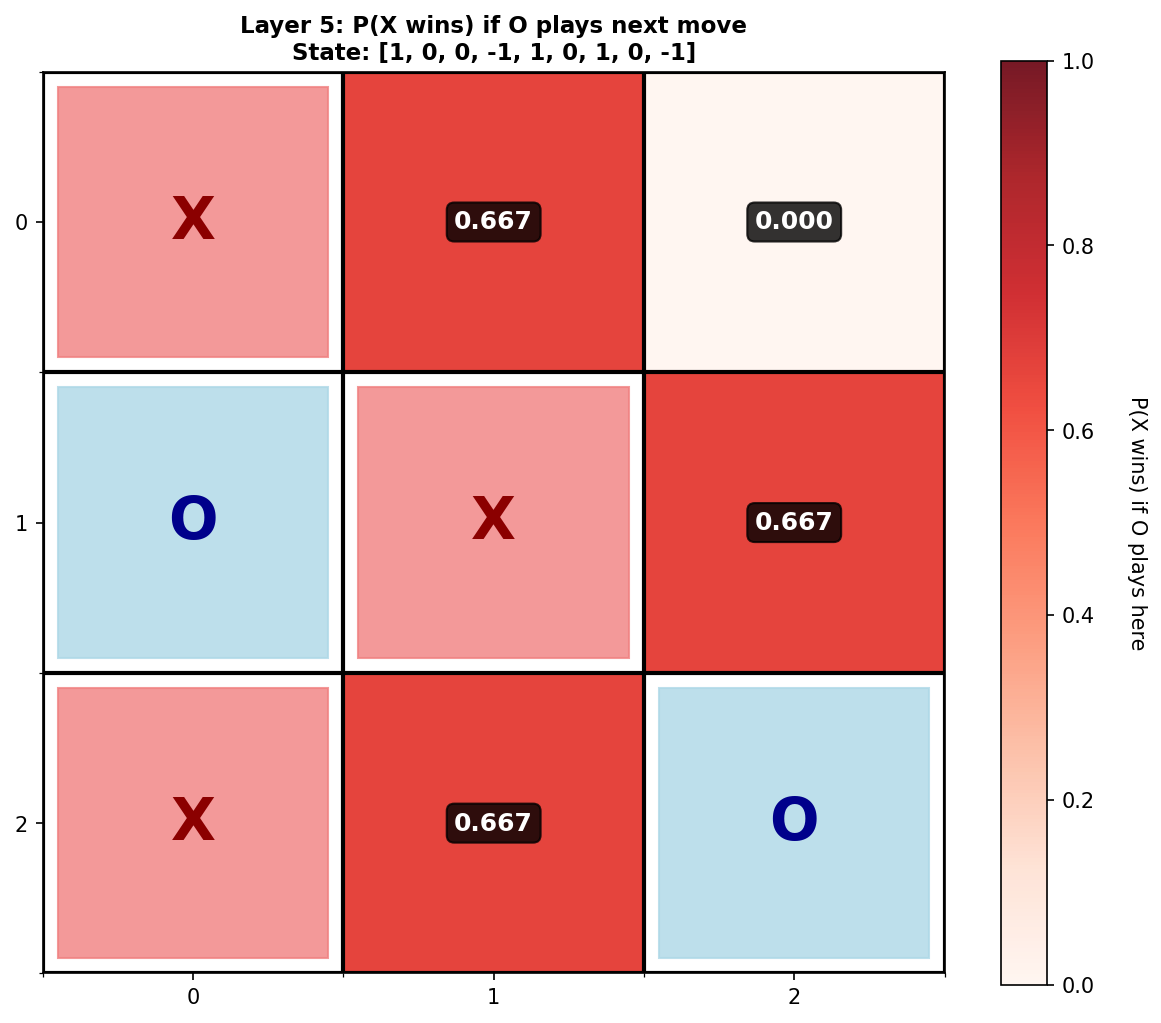 Layer 5: P(X wins) if O plays next move
State: [1, 0, 0, -1, 1, 0, 1, 0, -1]
0
X
0.667
0.000
1
O
X
0.667
2
X
0.667
O
0
1
2
1.0
0.8
0.6
0.4
0.2
0.0
P(X wins) if O plays here